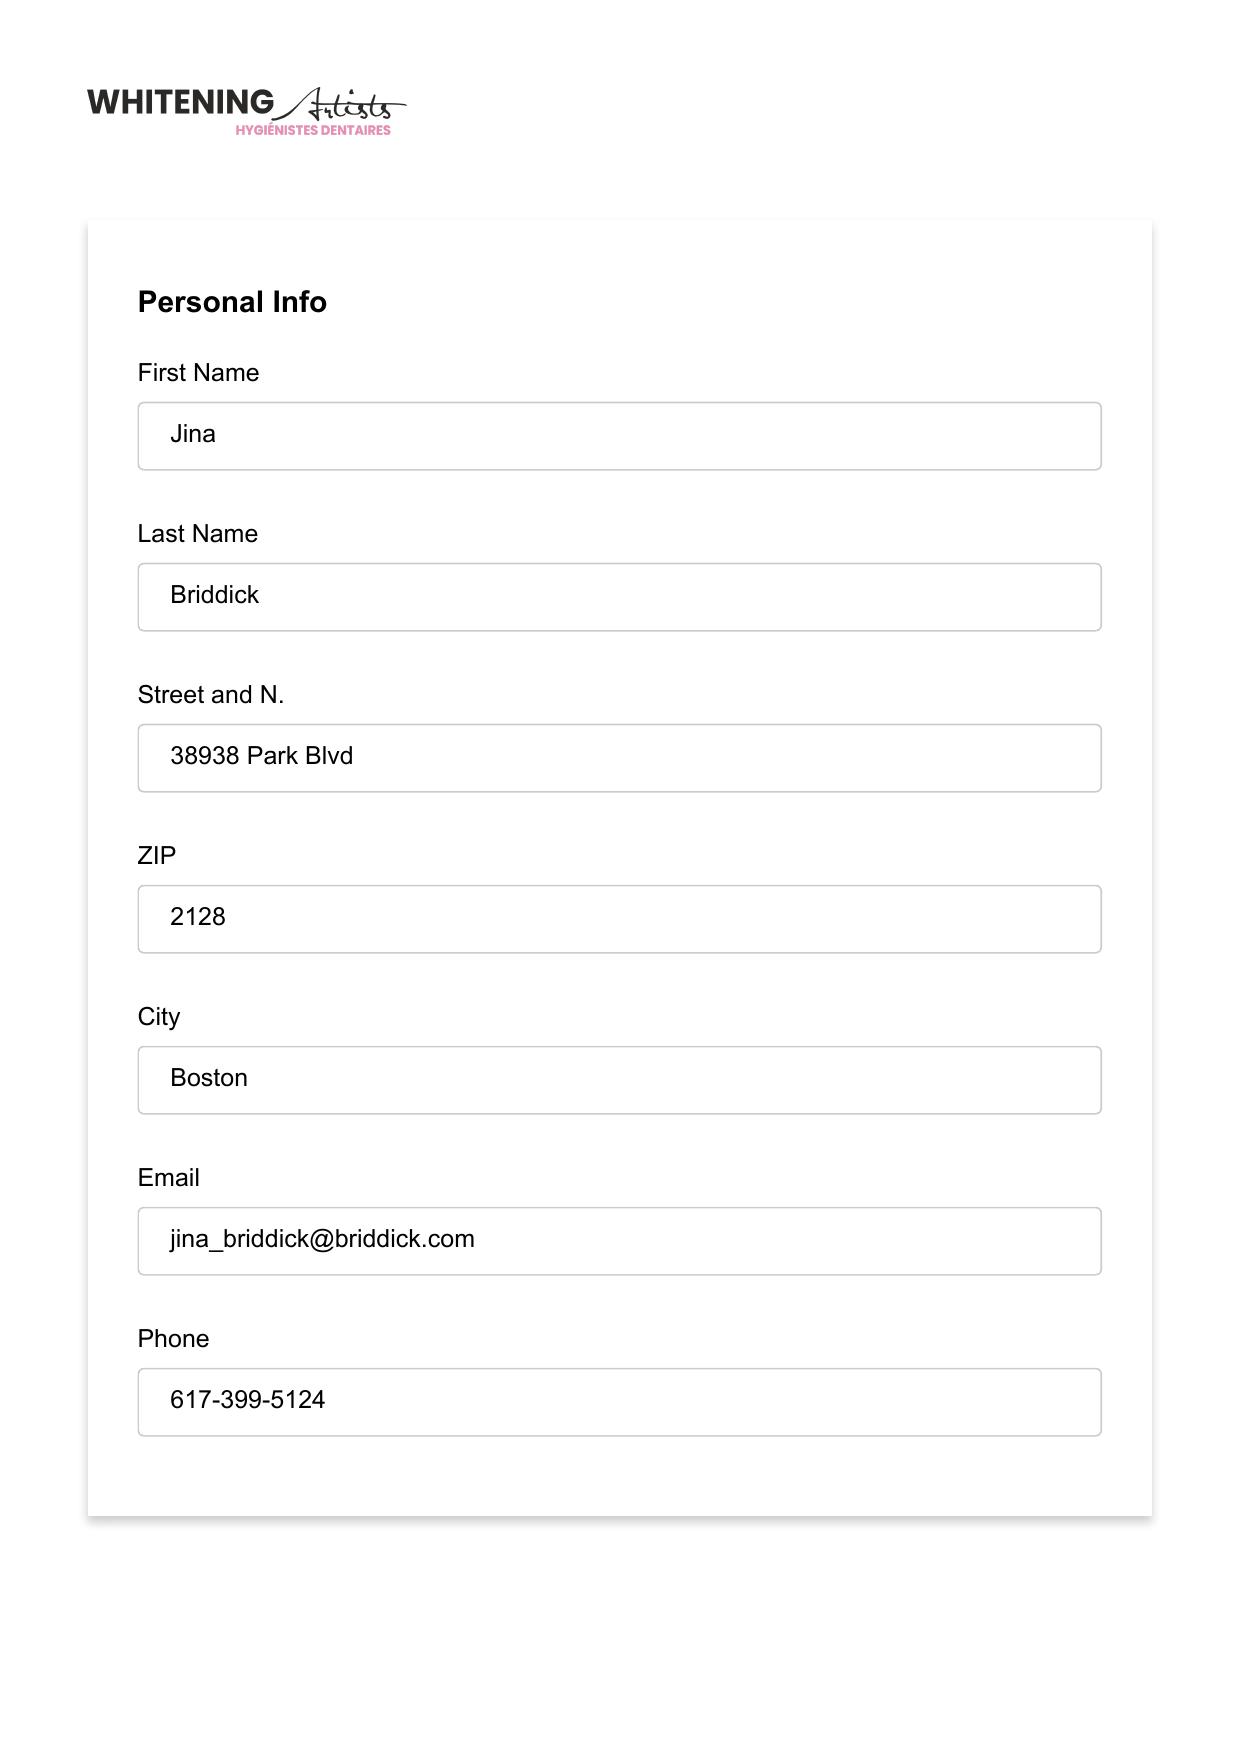 WHITENING Artists
HYGIÉNISTES DENTAIRES
Personal Info
First Name
Jina
Last Name
Briddick
Street and N.
38938 Park Blvd
ZIP
2128
City
Boston
Email
jina_briddick@briddick.com
Phone
617-399-5124